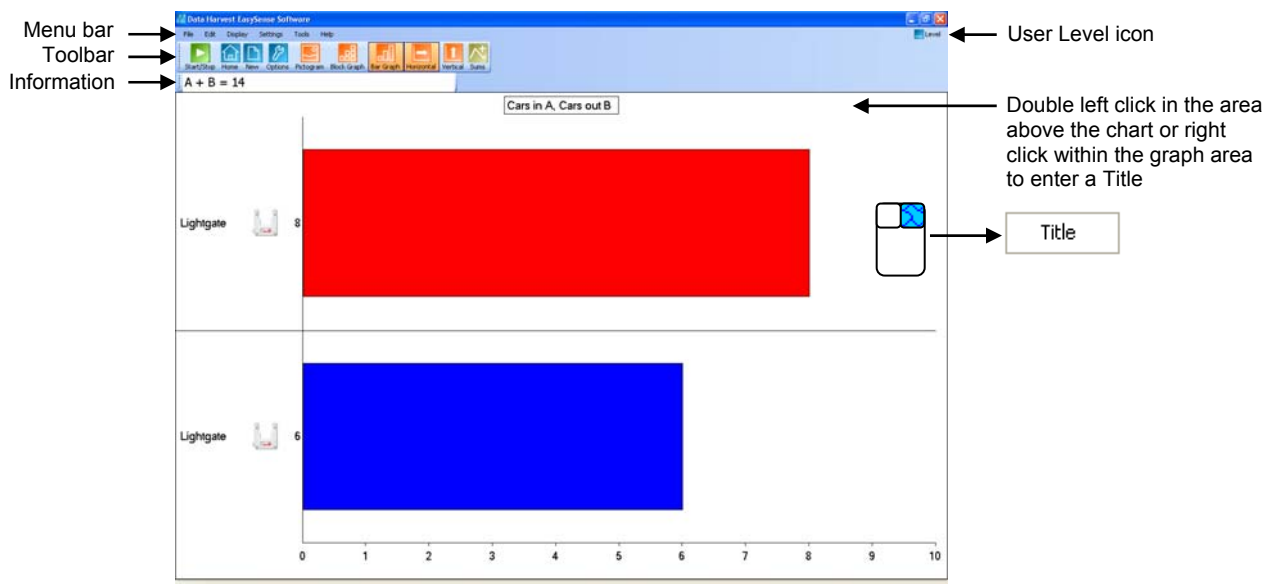 Data Harvest EasySense Software
Menu bar
File Edit Display Settings Tools Help
Level
User Level icon
Toolbar
Start/Stop Home New Options Pictogram Block Graph Bar Graph Horizontal Vertical Sums
Information
A + B = 14
Cars in A, Cars out B
Double left click in the area
above the chart or right
click within the graph area
to enter a Title
Lightgate 8
Title
Lightgate 6
0 1 2 3 4 5 6 7 8 9 10